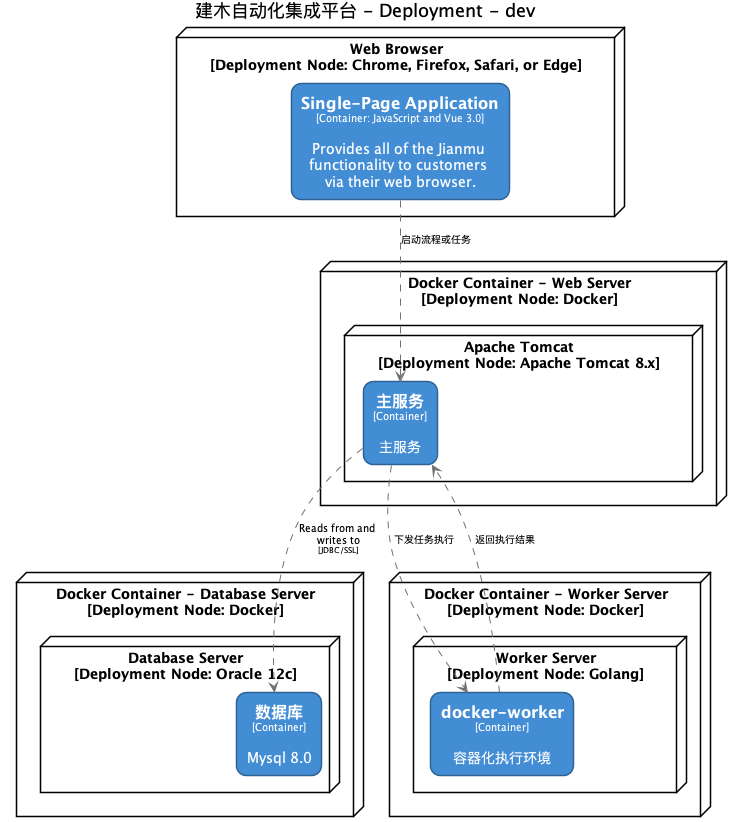 建木自动化集成平台 - Deployment - dev
Web Browser
[Deployment Node: Chrome, Firefox, Safari, or Edge]
Single-Page Application
[Container: JavaScript and Vue 3.0]
Provides all of the Jianmu
functionality to customers
via their web browser.
启动流程或任务
Docker Container - Web Server
[Deployment Node: Docker]
Apache Tomcat
[Deployment Node: Apache Tomcat 8.x]
主服务
[Container]
主服务
Reads from and
writes to
[JDBC/SSL]
下发任务执行
返回执行结果
Docker Container - Database Server
[Deployment Node: Docker]
Database Server
[Deployment Node: Oracle 12c]
数据库
[Container]
Mysql 8.0
Docker Container - Worker Server
[Deployment Node: Docker]
Worker Server
[Deployment Node: Golang]
docker-worker
[Container]
容器化执行环境